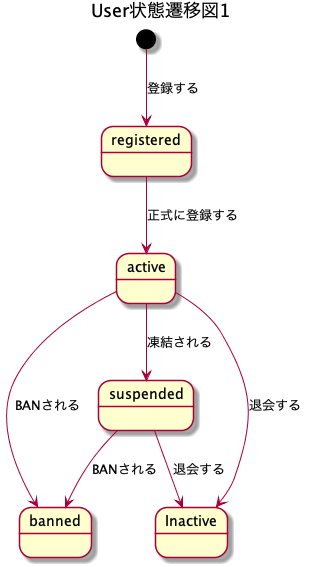 User状態遷移図1
登録する
registered
正式に登録する
active
凍結される
BANされる
退会する
suspended
BANされる
退会する
banned
Inactive